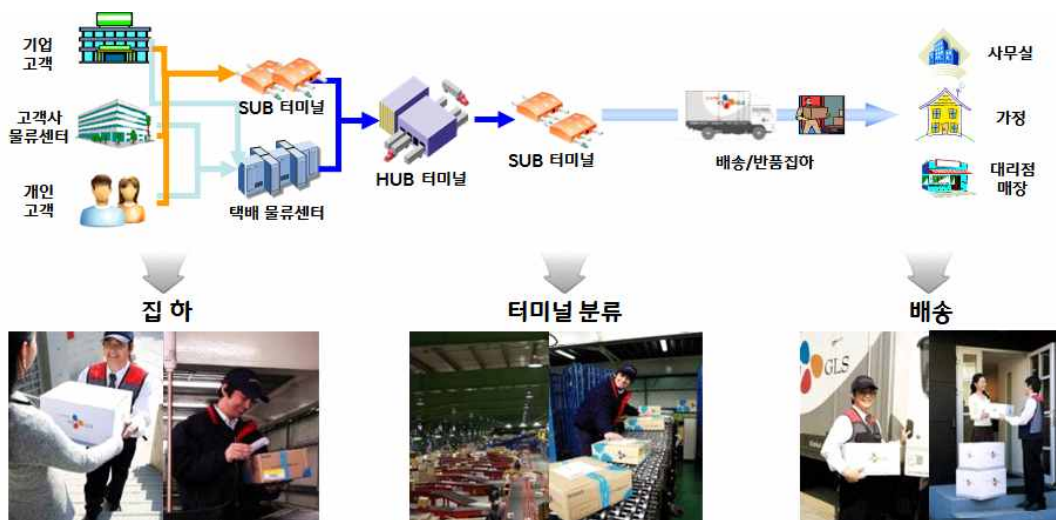 기업
고객
고객사
물류센터
개인
고객
SUB 터미널
택배 물류센터
HUB 터미널
SUB 터미널
배송/반품집하
사무실
가정
대리점
매장
집 하
터미널 분류
배송
GLS